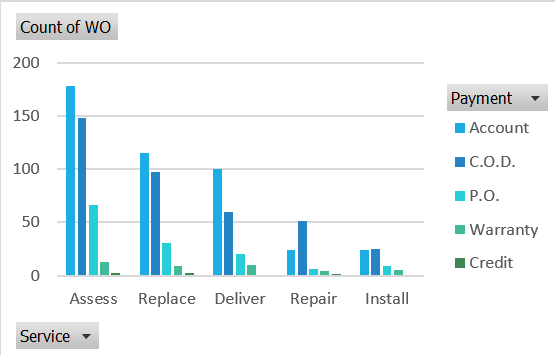 Count of WO
200
150
100
50
0
Assess Replace Deliver Repair Install
Payment
Account
C.O.D.
P.O.
Warranty
Credit
Service